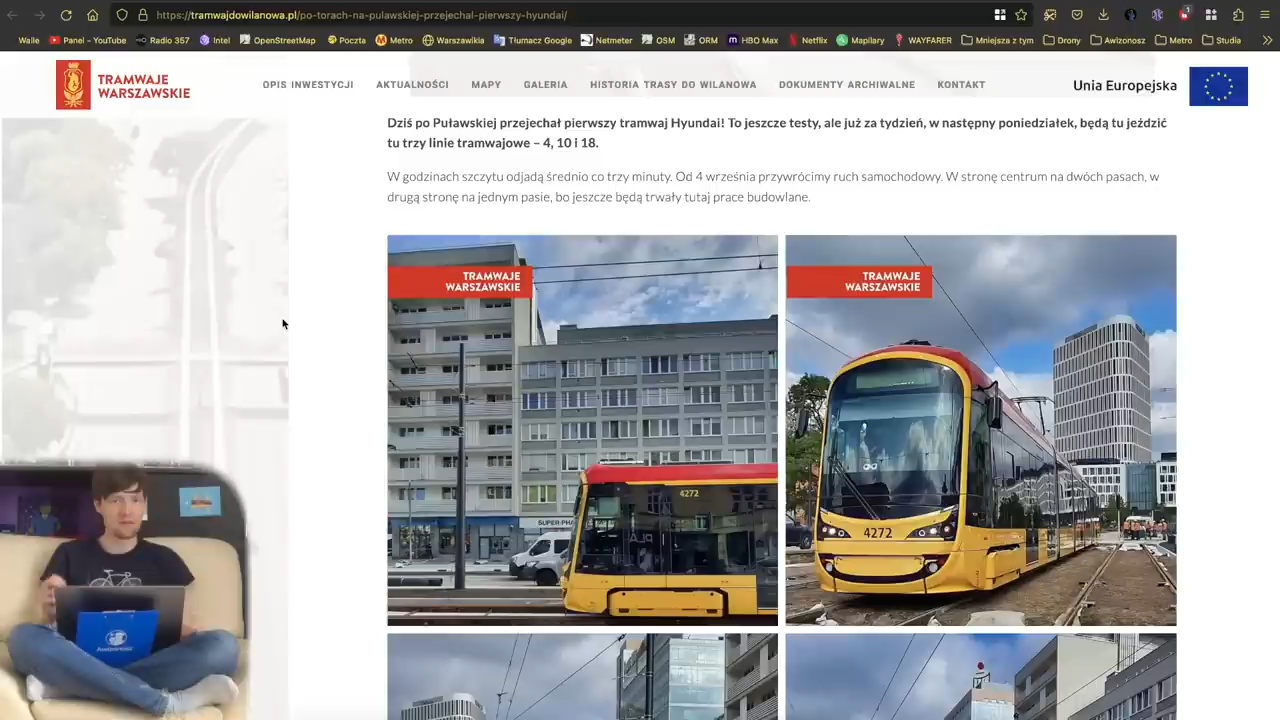 https://tramwajdowilanowa.pl/po-torach-na-pulawskiej-przejechal-pierwszy-hyundai/
Walle
Panel – YouTube
Radio 357
Intel
OpenStreetMap
Poczta
Metro
Warszawikia
Tłumacz Google
Netmeter
OSM
ORM
HBO Max
Netflix
Mapilary
WAYFARER
Mniejsza z tym
Drony
Awizonosz
Metro
Studia
TRAMWAJE
WARSZAWSKIE
OPIS INWESTYCJI
AKTUALNOŚCI
MAPY
GALERIA
HISTORIA TRASY DO WILANOWA
DOKUMENTY ARCHIWALNE
KONTAKT
Unia Europejska
Dziś po Puławskiej przejechał pierwszy tramwaj Hyundai! To jeszcze testy, ale już za tydzień, w następny poniedziałek, będą tu jeździć
tu trzy linie tramwajowe – 4, 10 i 18.
W godzinach szczytu odjadą średnio co trzy minuty. Od 4 września przywrócimy ruch samochodowy. W stronę centrum na dwóch pasach, w
drugą stronę na jednym pasie, bo jeszcze będą trwały tutaj prace budowlane.
TRAMWAJE
WARSZAWSKIE
TRAMWAJE
WARSZAWSKIE
4272
4272